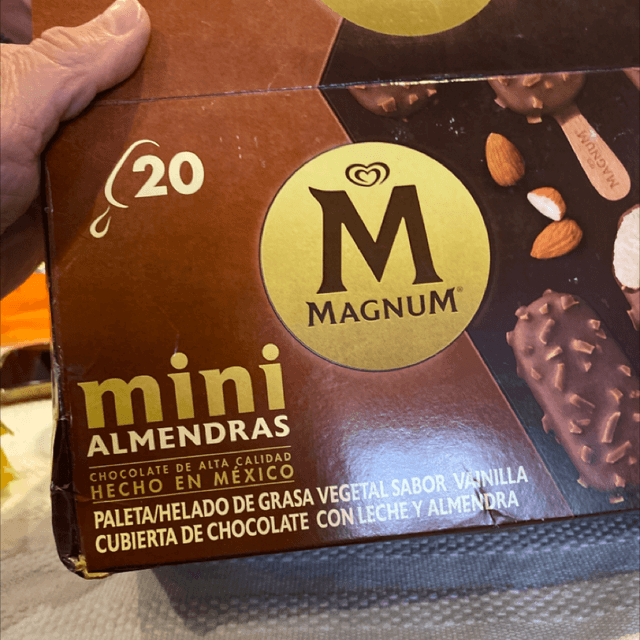 20
M
MAGNUM®
MAGNUM
mini
ALMENDRAS
CHOCOLATE DE ALTA CALIDAD
HECHO EN MÉXICO
PALETA/HELADO DE GRASA VEGETAL SABOR VAINILLA
CUBIERTA DE CHOCOLATE CON LECHE Y ALMENDRA